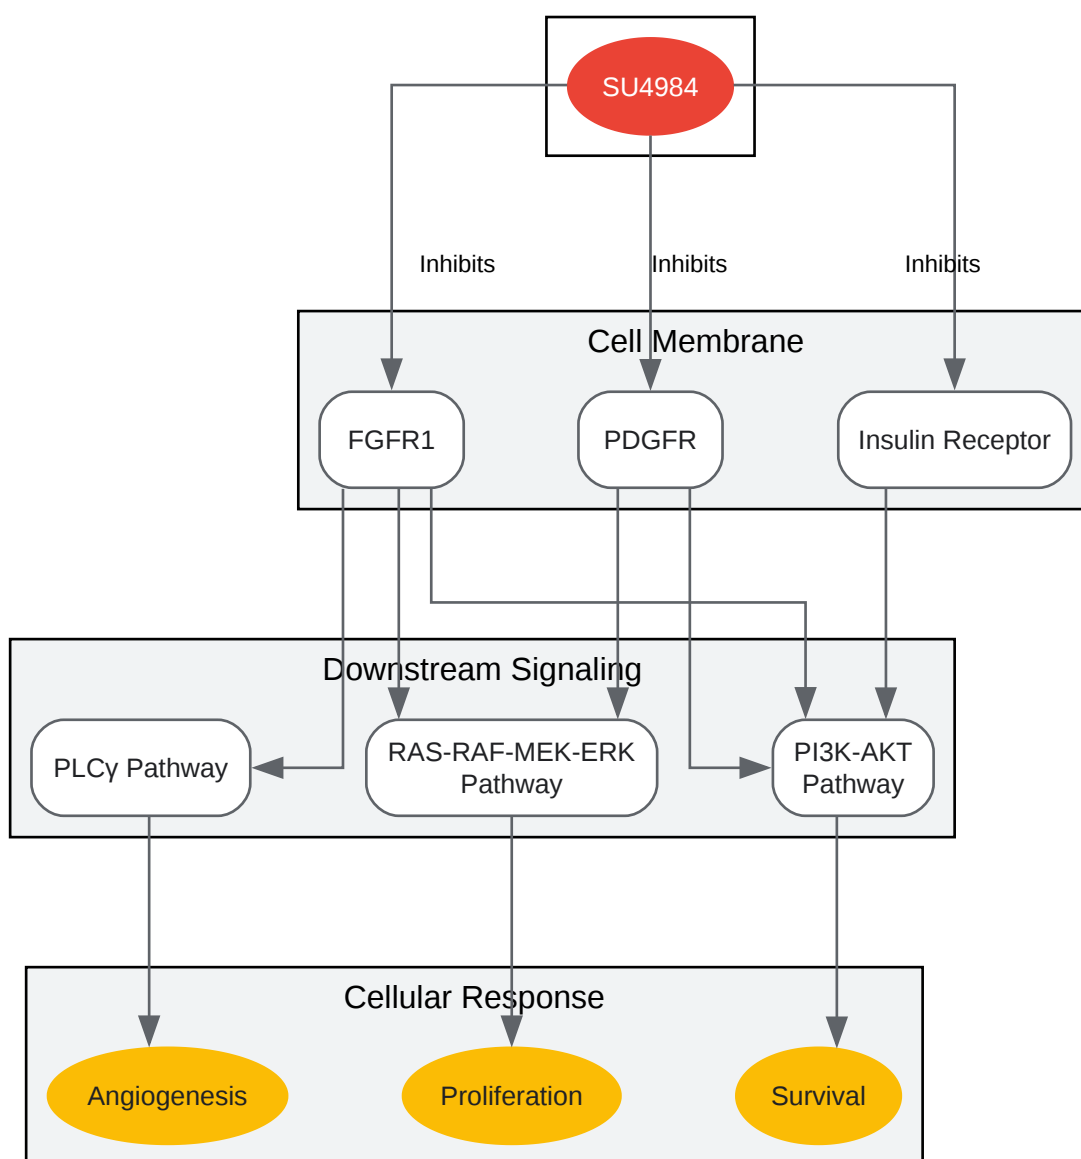 SU4984
Inhibits
Inhibits
Inhibits
Cell Membrane
FGFR1
PDGFR
Insulin Receptor
Downstream Signaling
PLCγ Pathway
RAS-RAF-MEK-ERK
Pathway
PI3K-AKT
Pathway
Cellular Response
Angiogenesis
Proliferation
Survival